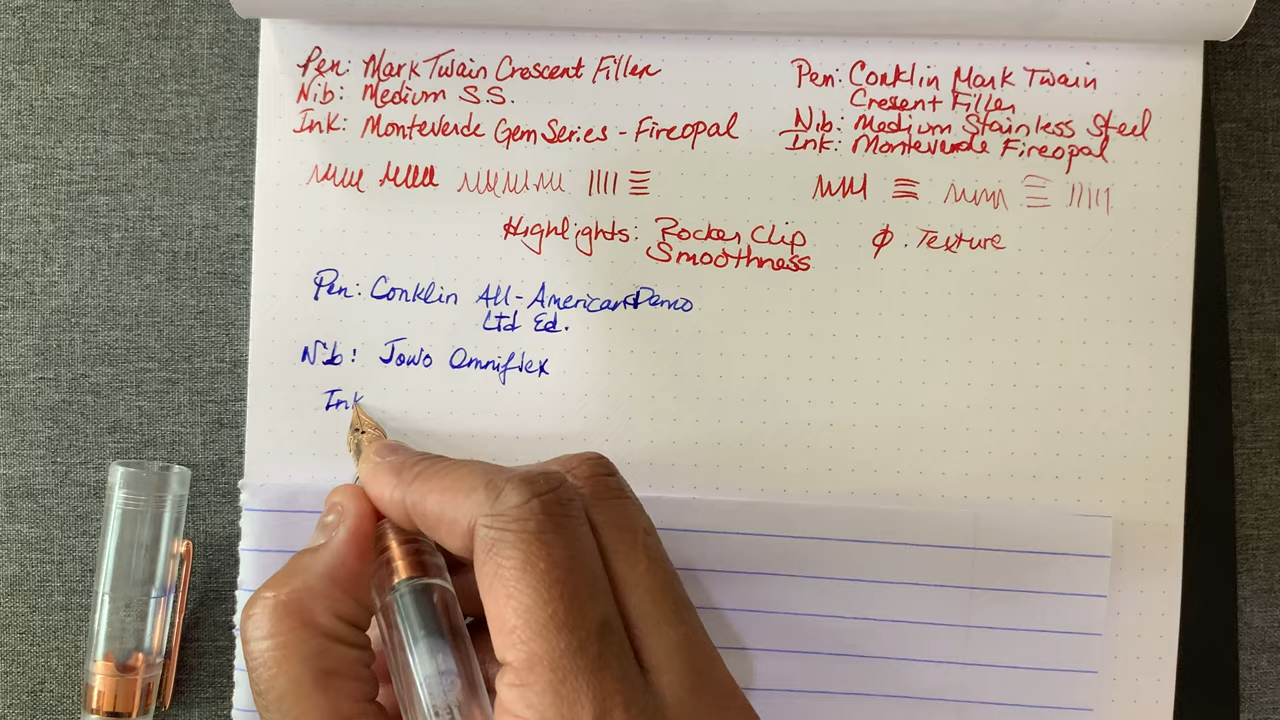 Pen: Mark Twain Crescent Filler
Nib: Medium S.S.
Ink: Monteverde Gem Series - Fireopal
Pen: Conklin Mark Twain
Cresent Filler
Nib: Medium Stainless Steel
Ink: Monteverde Fireopal
Highlights: Rocker Clip
Smoothness
φ . Texture
Pen: Conklin All-American Demo
Ltd Ed.
Nib: Jowo Omniflex
Ink